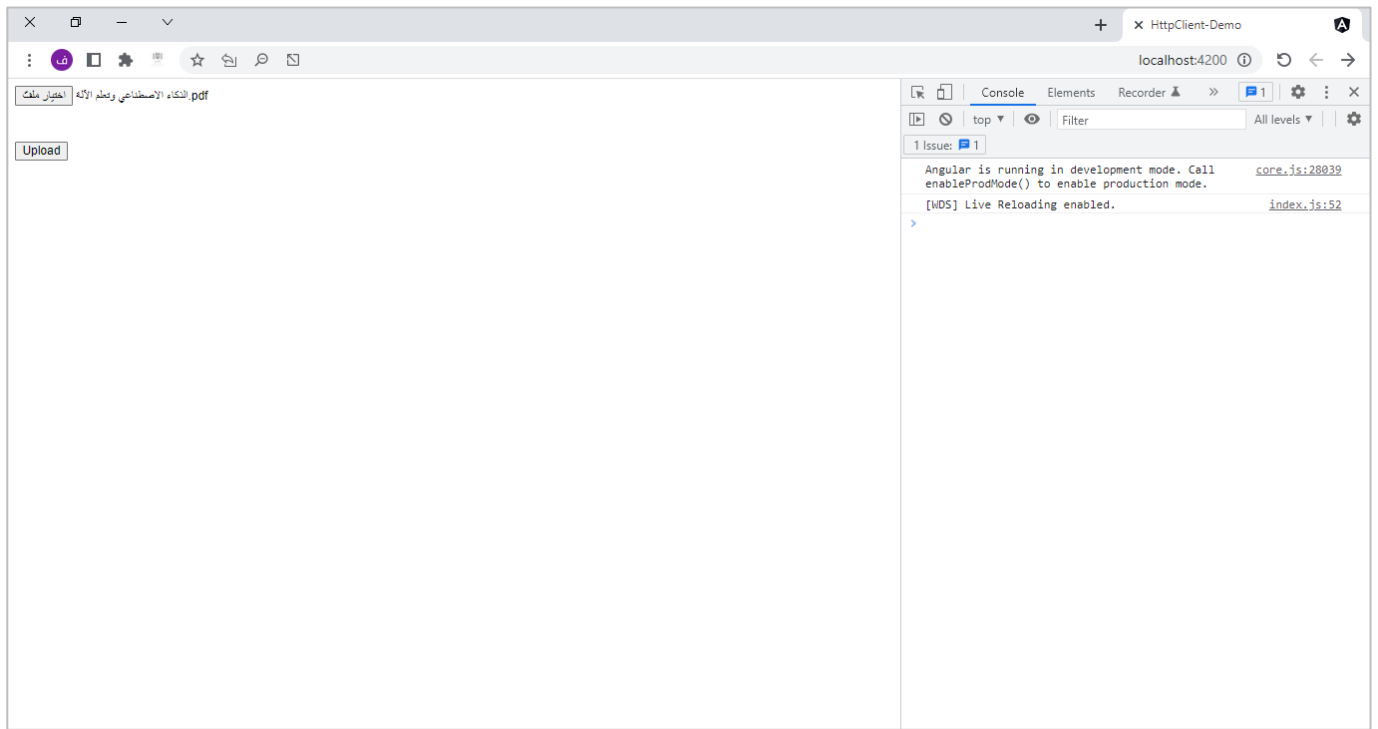 HttpClient-Demo
ف
localhost:4200
اختيار ملفّ الذكاء الاصطناعي وتعلم الألة.pdf
Upload
Console Elements Recorder 1
top Filter All levels
1 Issue: 1
Angular is running in development mode. Call core.js:28039
enableProdMode() to enable production mode.
[WDS] Live Reloading enabled. index.js:52